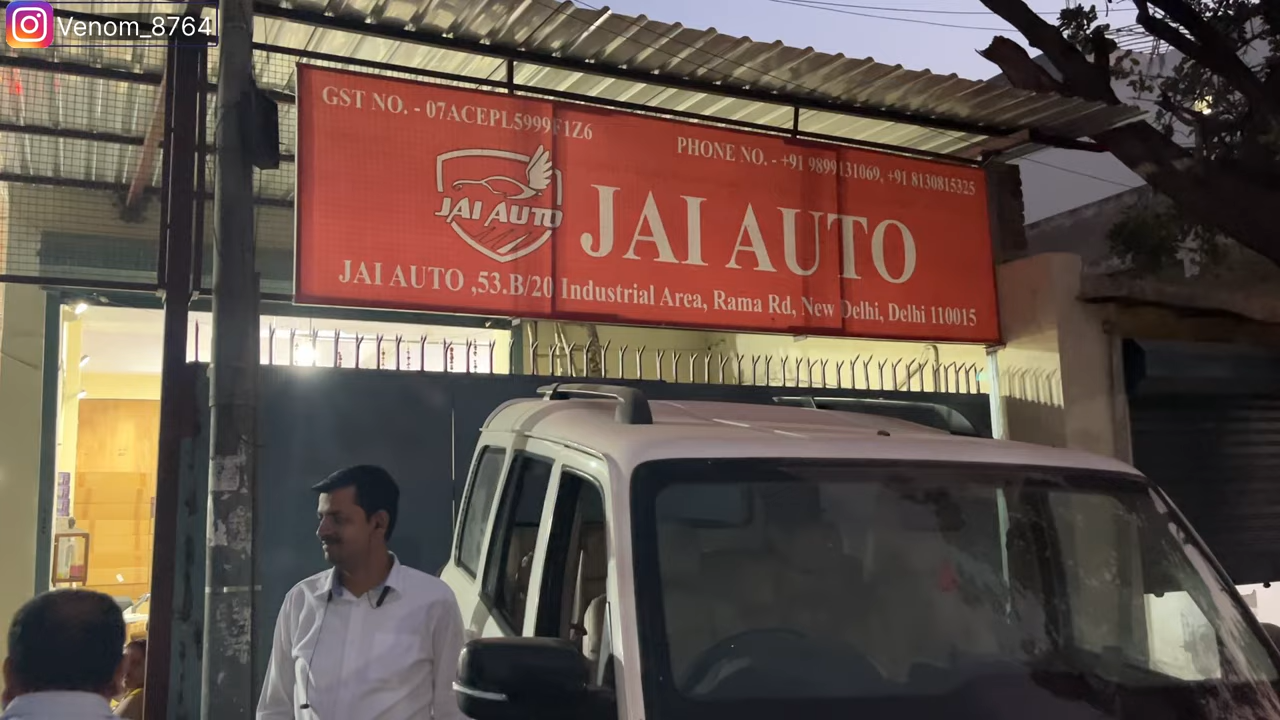 Venom_8764
GST NO. - 07ACEPL5999F1Z6
PHONE NO. - +91 9899131069, +91 8130815325
JAI AUTO
JAI AUTO
JAI AUTO ,53.B/20 Industrial Area, Rama Rd, New Delhi, Delhi 110015